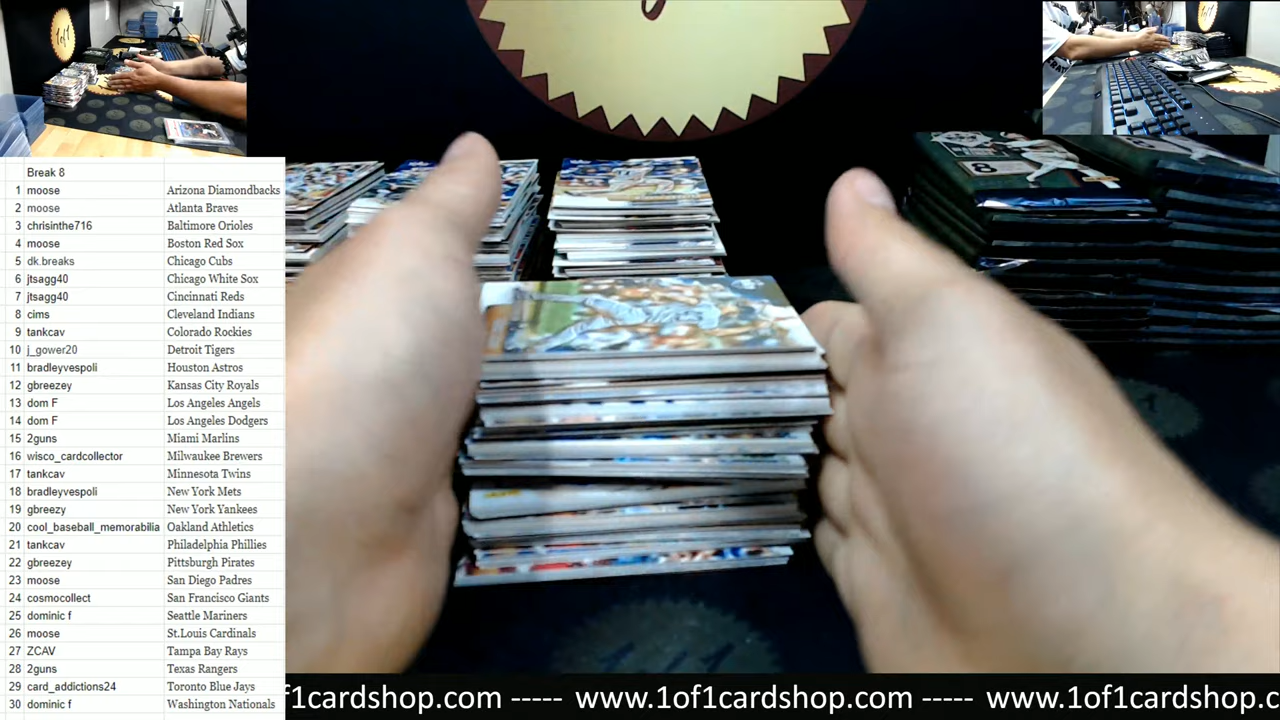 1of1
1of1
Break 8
1 moose Arizona Diamondbacks
2 moose Atlanta Braves
3 chrisinthe716 Baltimore Orioles
4 moose Boston Red Sox
5 dk.breaks Chicago Cubs
6 jtsagg40 Chicago White Sox
7 jtsagg40 Cincinnati Reds
8 cims Cleveland Indians
9 tankcav Colorado Rockies
10 j_gower20 Detroit Tigers
11 bradleyvespoli Houston Astros
12 gbreezey Kansas City Royals
13 dom F Los Angeles Angels
14 dom F Los Angeles Dodgers
15 2guns Miami Marlins
16 wisco_cardcollector Milwaukee Brewers
17 tankcav Minnesota Twins
18 bradleyvespoli New York Mets
19 gbreezy New York Yankees
20 cool_baseball_memorabilia Oakland Athletics
21 tankcav Philadelphia Phillies
22 gbreezey Pittsburgh Pirates
23 moose San Diego Padres
24 cosmocollect San Francisco Giants
25 dominic f Seattle Mariners
26 moose St.Louis Cardinals
27 ZCAV Tampa Bay Rays
28 2guns Texas Rangers
29 card_addictions24 Toronto Blue Jays
30 dominic f Washington Nationals
8
f1cardshop.com ----- www.1of1cardshop.com ----- www.1of1cardshop.c